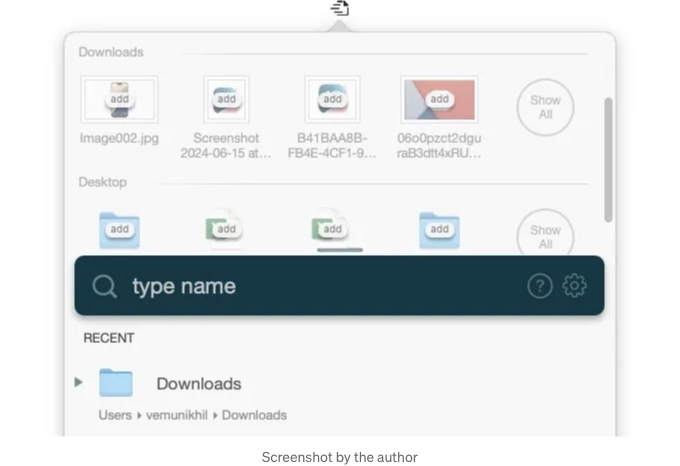 Downloads
add add add add Show
All
Image002.jpg Screenshot B41BAA8B- 06o0pzct2dgu
2024-06-15 at... FB4E-4CF1-9... raB3dtt4xRU...
Desktop
add add add add Show
All
type name ?
RECENT
Downloads
Users vemunikhil Downloads
Screenshot by the author